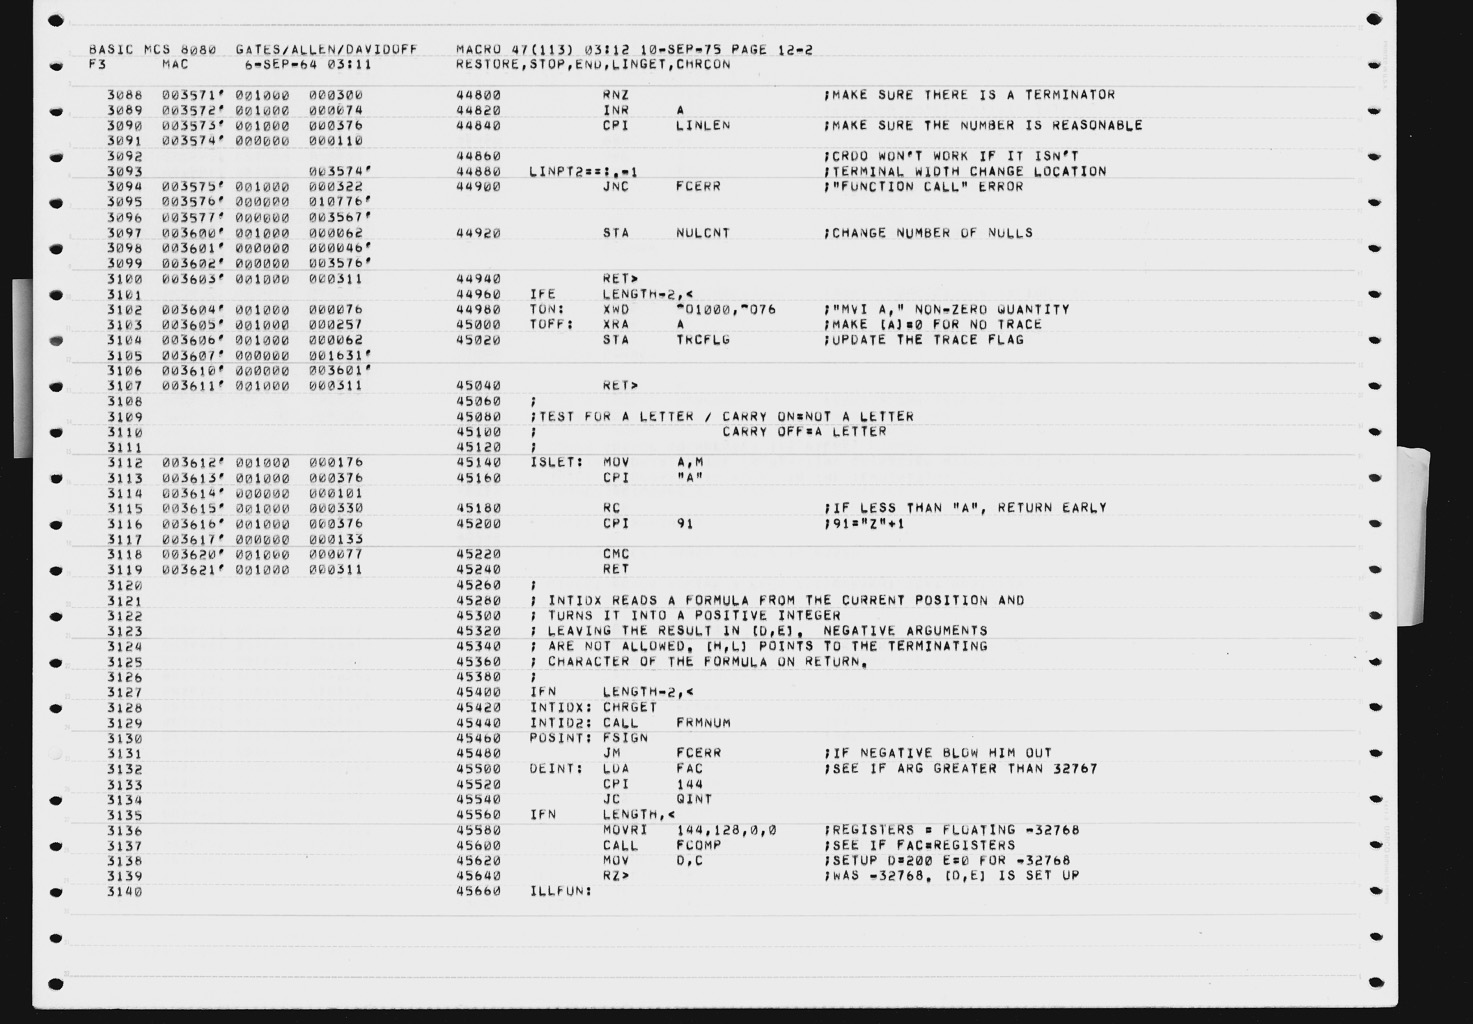 BASIC MCS 8080  GATES/ALLEN/DAVIDOFF     MACRO 47(113) 03:12 10-SEP-75 PAGE 12-2
F3      MAC      6-SEP-64 03:11         RESTORE,STOP,END,LINGET,CHRCON
3088  003571' 001000  000300          44800           RNZ                     ;MAKE SURE THERE IS A TERMINATOR
3089  003572' 001000  000074          44820           INR     A
3090  003573' 001000  000376          44840           CPI     LINLEN          ;MAKE SURE THE NUMBER IS REASONABLE
3091  003574' 000000  000110
3092                                  44860                                   ;CRDO WON'T WORK IF IT ISN'T
3093                  003574'         44880   LINPT2==:.-1                    ;TERMINAL WIDTH CHANGE LOCATION
3094  003575' 001000  000322          44900           JNC     FCERR           ;"FUNCTION CALL" ERROR
3095  003576' 000000  010776'
3096  003577' 000000  003567'
3097  003600' 001000  000062          44920           STA     NULCNT          ;CHANGE NUMBER OF NULLS
3098  003601' 000000  000046'
3099  003602' 000000  003576'
3100  003603' 001000  000311          44940           RET>
3101                                  44960   IFE     LENGTH-2,<
3102  003604' 001000  000076          44980   TON:    XWD     ^O1000,^O76     ;"MVI A," NON-ZERO QUANTITY
3103  003605' 001000  000257          45000   TOFF:   XRA     A               ;MAKE [A]=0 FOR NO TRACE
3104  003606' 001000  000062          45020           STA     TRCFLG          ;UPDATE THE TRACE FLAG
3105  003607' 000000  001631'
3106  003610' 000000  003601'
3107  003611' 001000  000311          45040           RET>
3108                                  45060   ;
3109                                  45080   ;TEST FOR A LETTER / CARRY ON=NOT A LETTER
3110                                  45100   ;                    CARRY OFF=A LETTER
3111                                  45120   ;
3112  003612' 001000  000176          45140   ISLET:  MOV     A,M
3113  003613' 001000  000376          45160           CPI     "A"
3114  003614' 000000  000101
3115  003615' 001000  000330          45180           RC                      ;IF LESS THAN "A", RETURN EARLY
3116  003616' 001000  000376          45200           CPI     91              ;91="Z"+1
3117  003617' 000000  000133
3118  003620' 001000  000077          45220           CMC
3119  003621' 001000  000311          45240           RET
3120                                  45260   ;
3121                                  45280   ; INTIDX READS A FORMULA FROM THE CURRENT POSITION AND
3122                                  45300   ; TURNS IT INTO A POSITIVE INTEGER
3123                                  45320   ; LEAVING THE RESULT IN [D,E].  NEGATIVE ARGUMENTS
3124                                  45340   ; ARE NOT ALLOWED. [H,L] POINTS TO THE TERMINATING
3125                                  45360   ; CHARACTER OF THE FORMULA ON RETURN.
3126                                  45380   ;
3127                                  45400   IFN     LENGTH-2,<
3128                                  45420   INTIDX: CHRGET
3129                                  45440   INTID2: CALL    FRMNUM
3130                                  45460   POSINT: FSIGN
3131                                  45480           JM      FCERR           ;IF NEGATIVE BLOW HIM OUT
3132                                  45500   DEINT:  LDA     FAC             ;SEE IF ARG GREATER THAN 32767
3133                                  45520           CPI     144
3134                                  45540           JC      QINT
3135                                  45560   IFN     LENGTH,<
3136                                  45580           MOVRI   144,128,0,0     ;REGISTERS = FLOATING -32768
3137                                  45600           CALL    FCOMP           ;SEE IF FAC=REGISTERS
3138                                  45620           MOV     D,C             ;SETUP D=200 E=0 FOR -32768
3139                                  45640           RZ>                     ;WAS -32768, [D,E] IS SET UP
3140                                  45660   ILLFUN: